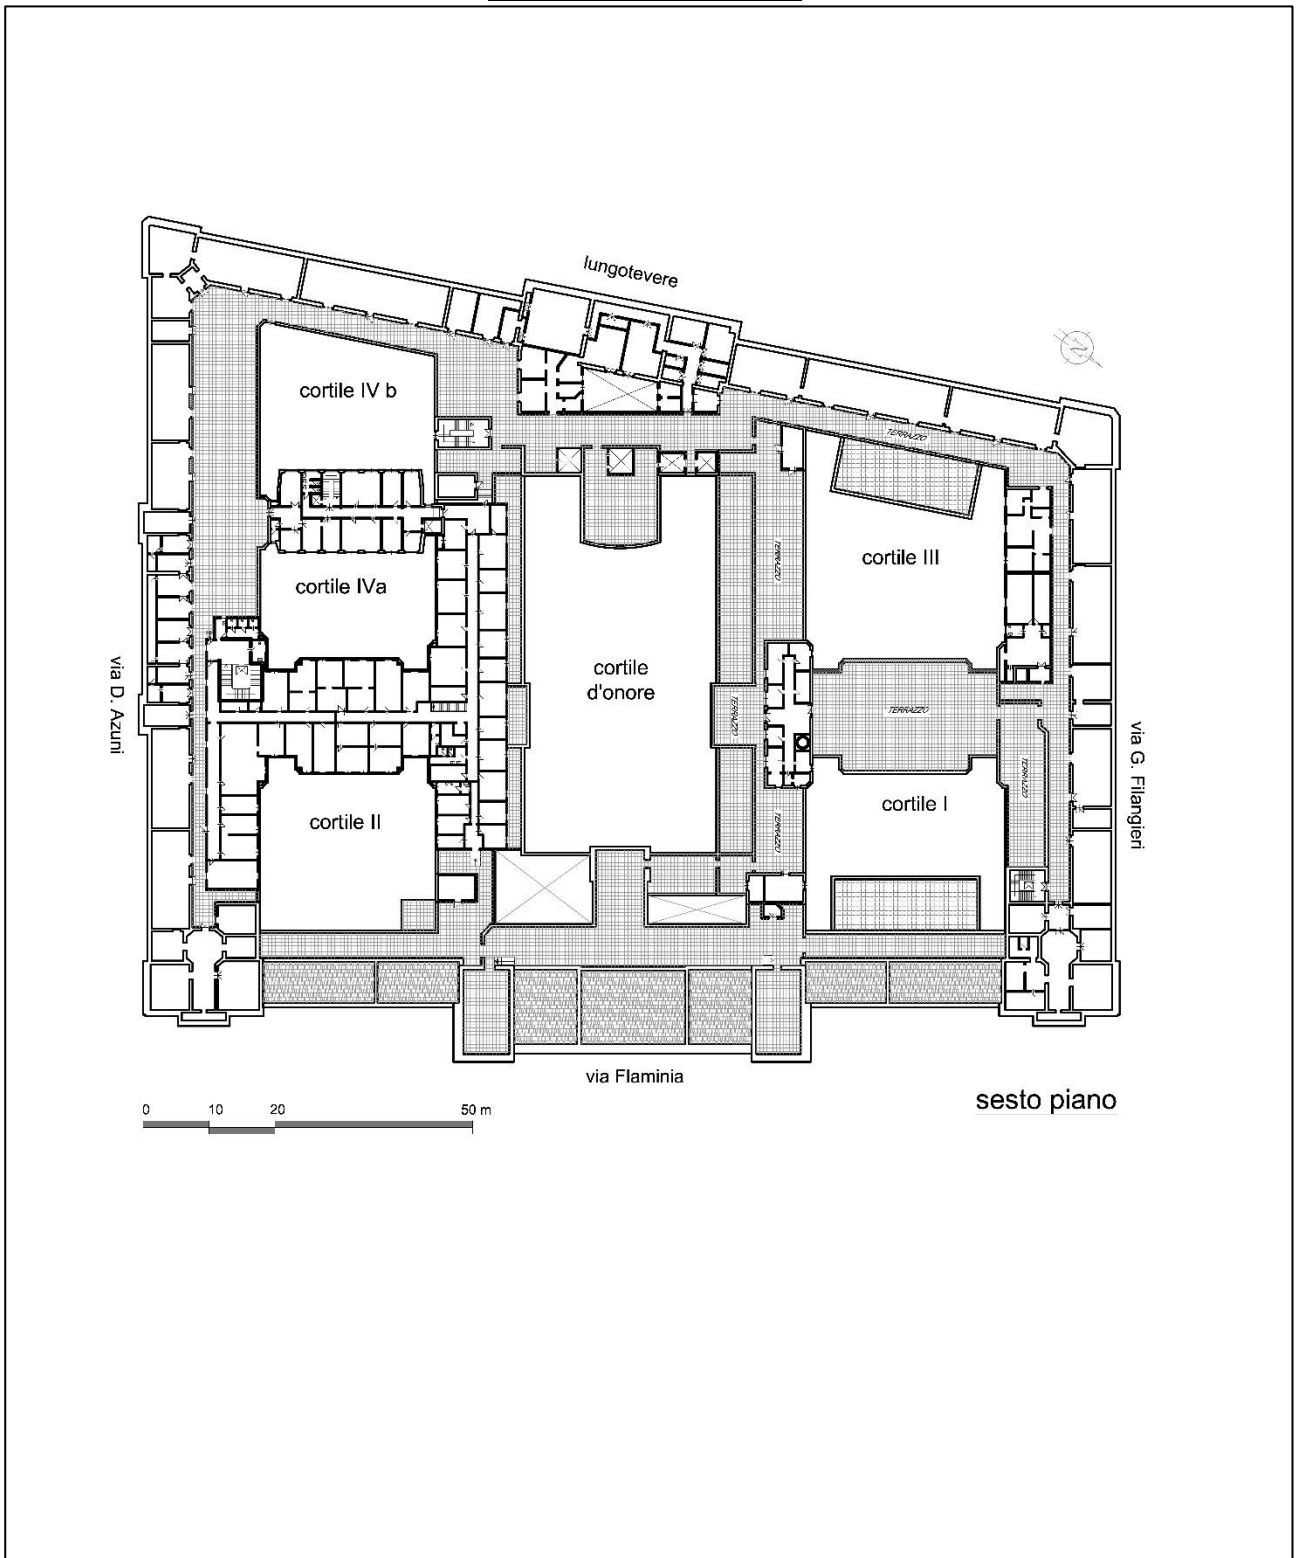 lungotevere
cortile IV b
TERRAZZO
cortile III
TERRAZZO
cortile IVa
cortile
d'onore
via D. Azuni
TERRAZZO
TERRAZZO
via G. Filangieri
TERRAZZO
cortile I
cortile II
TERRAZZO
via Flaminia
sesto piano
0 10 20 50 m